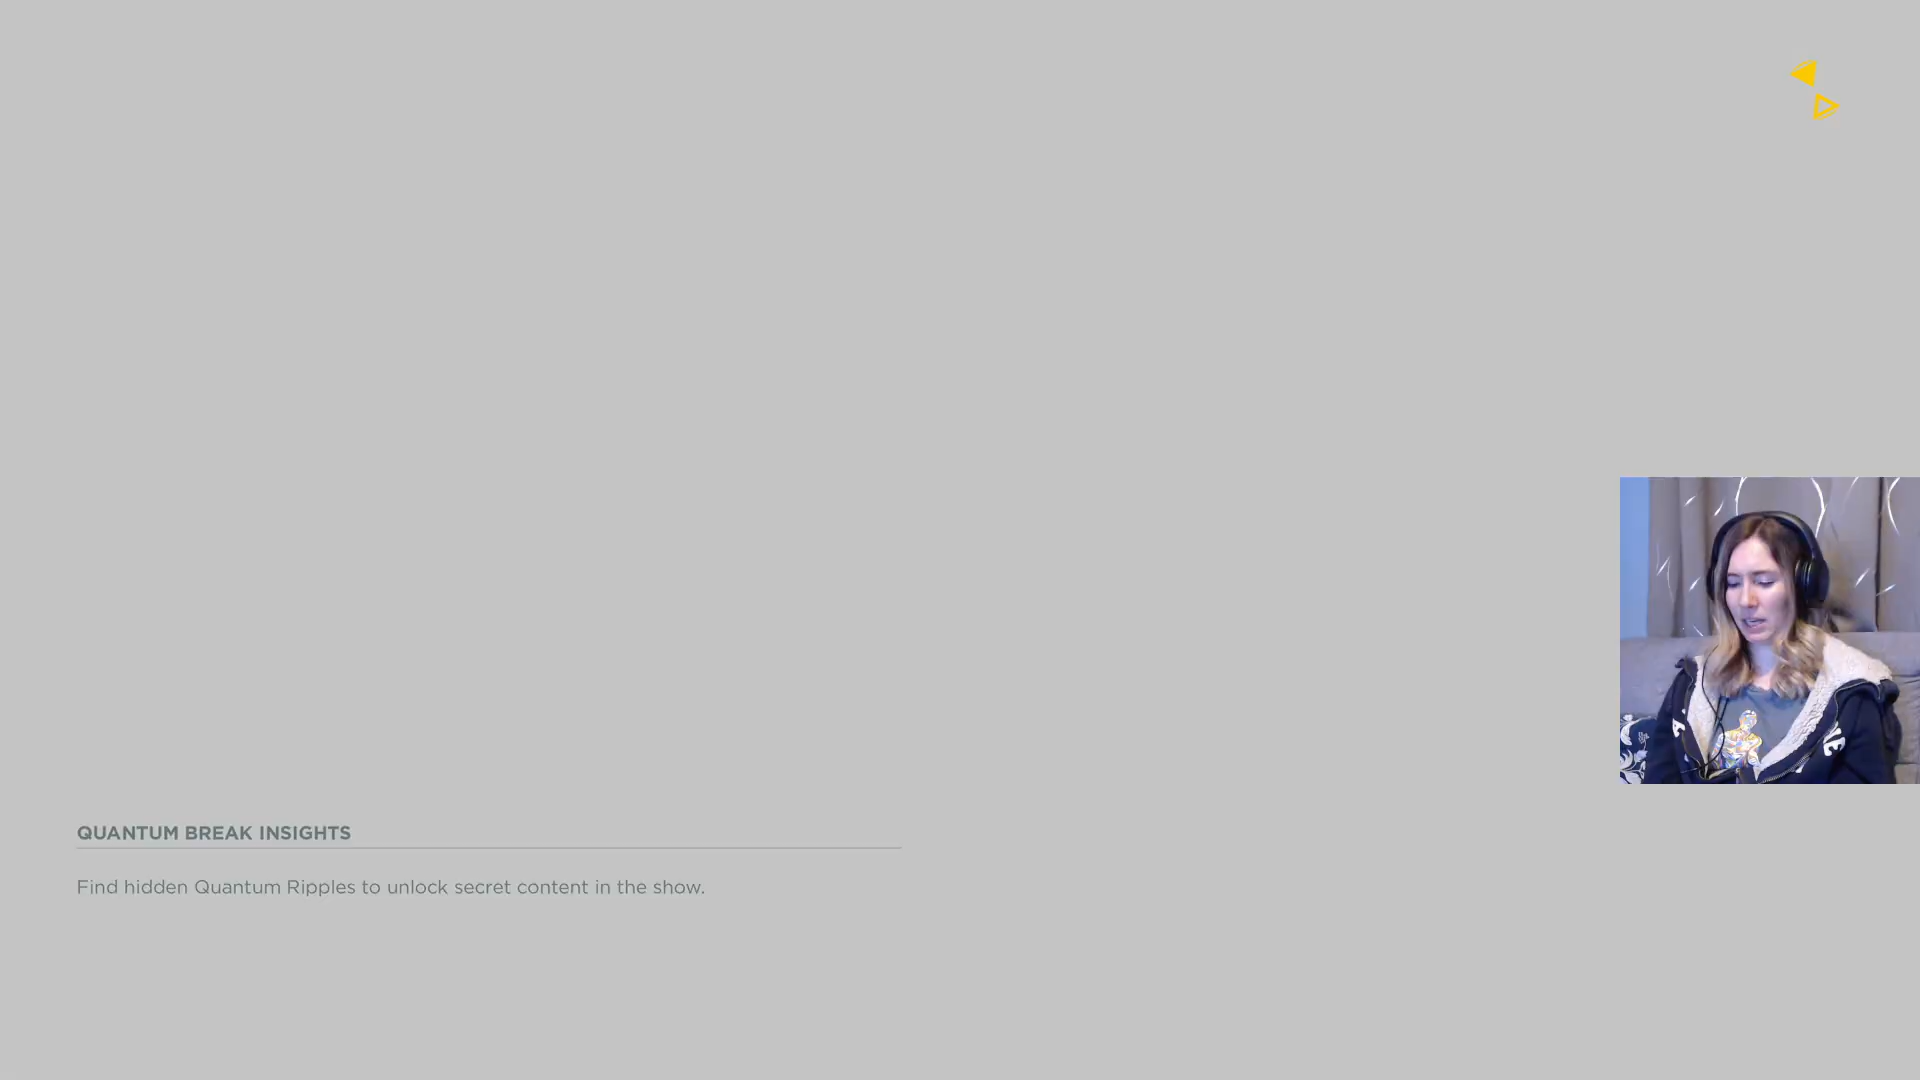 QUANTUM BREAK INSIGHTS
Find hidden Quantum Ripples to unlock secret content in the show.